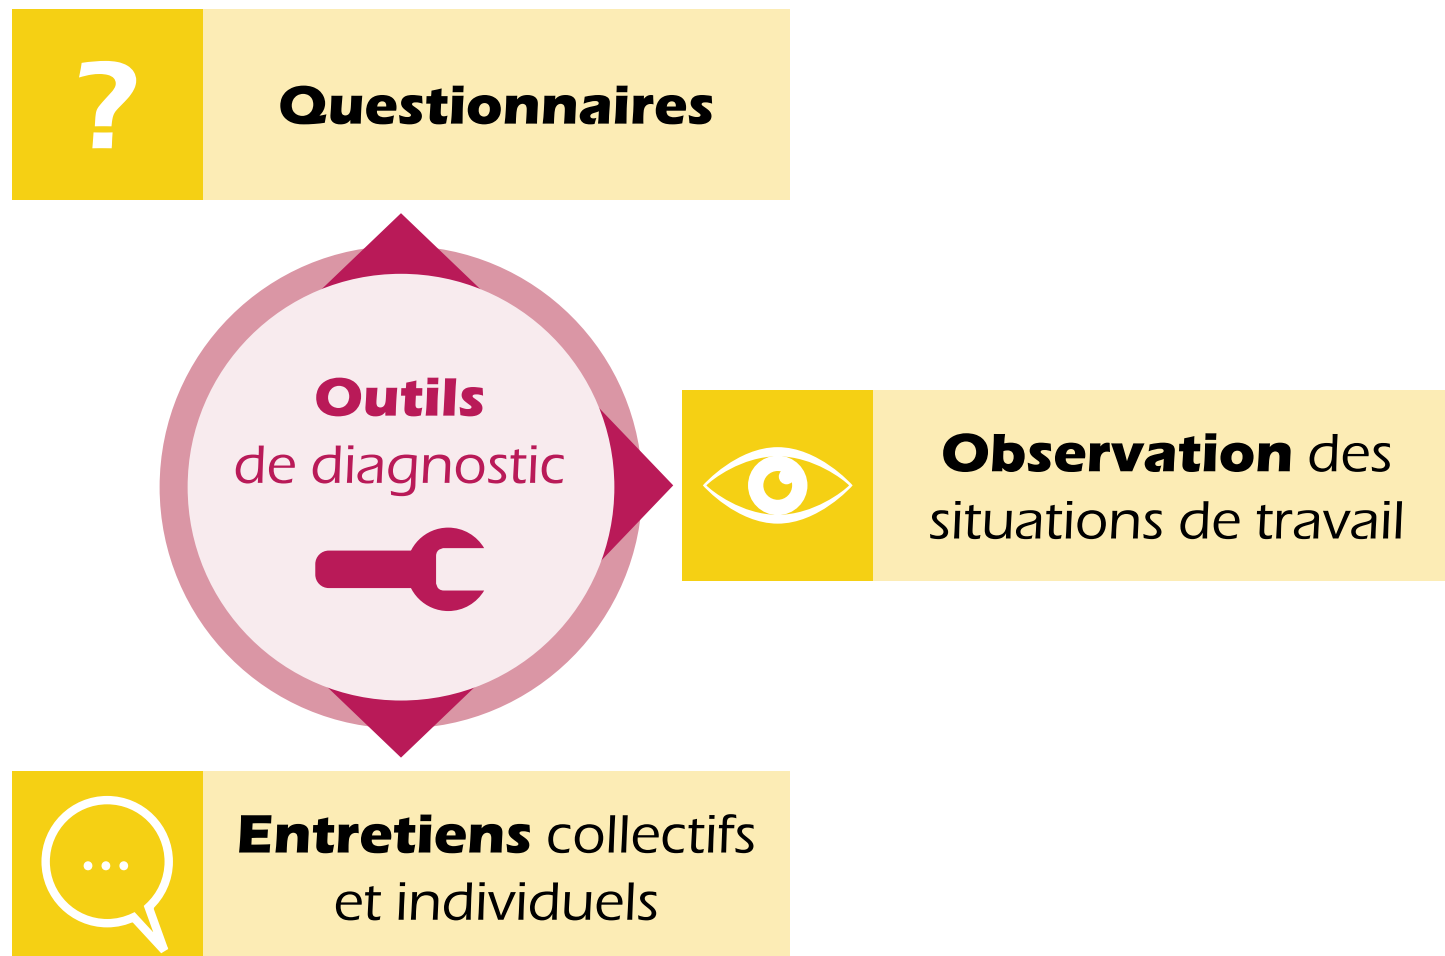 ?
Questionnaires
Outils
de diagnostic
Observation des
situations de travail
Entretiens collectifs
et individuels